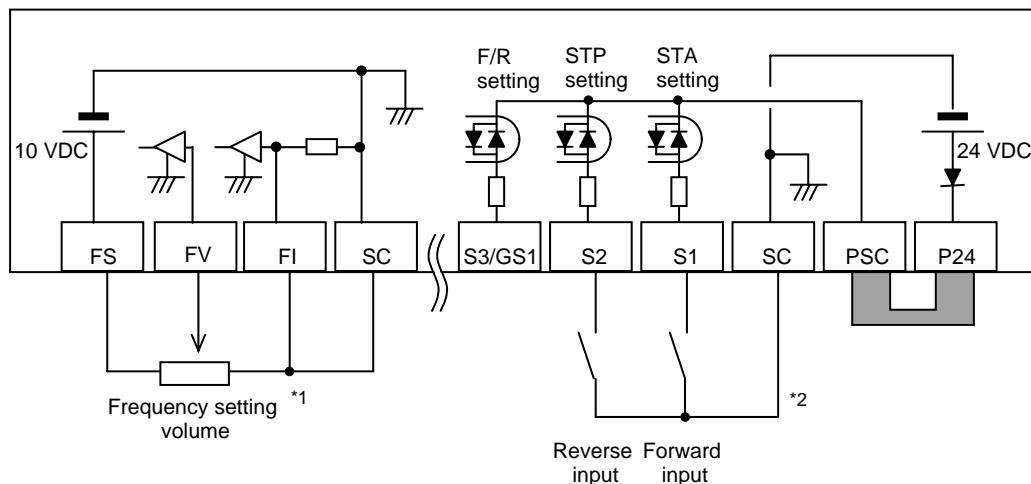 F/R setting
STP setting
STA setting
10 VDC
24 VDC
FS
FV
FI
SC
S3/GS1
S2
S1
SC
PSC
P24
*1
*2
Frequency setting
volume
Reverse input
Forward input